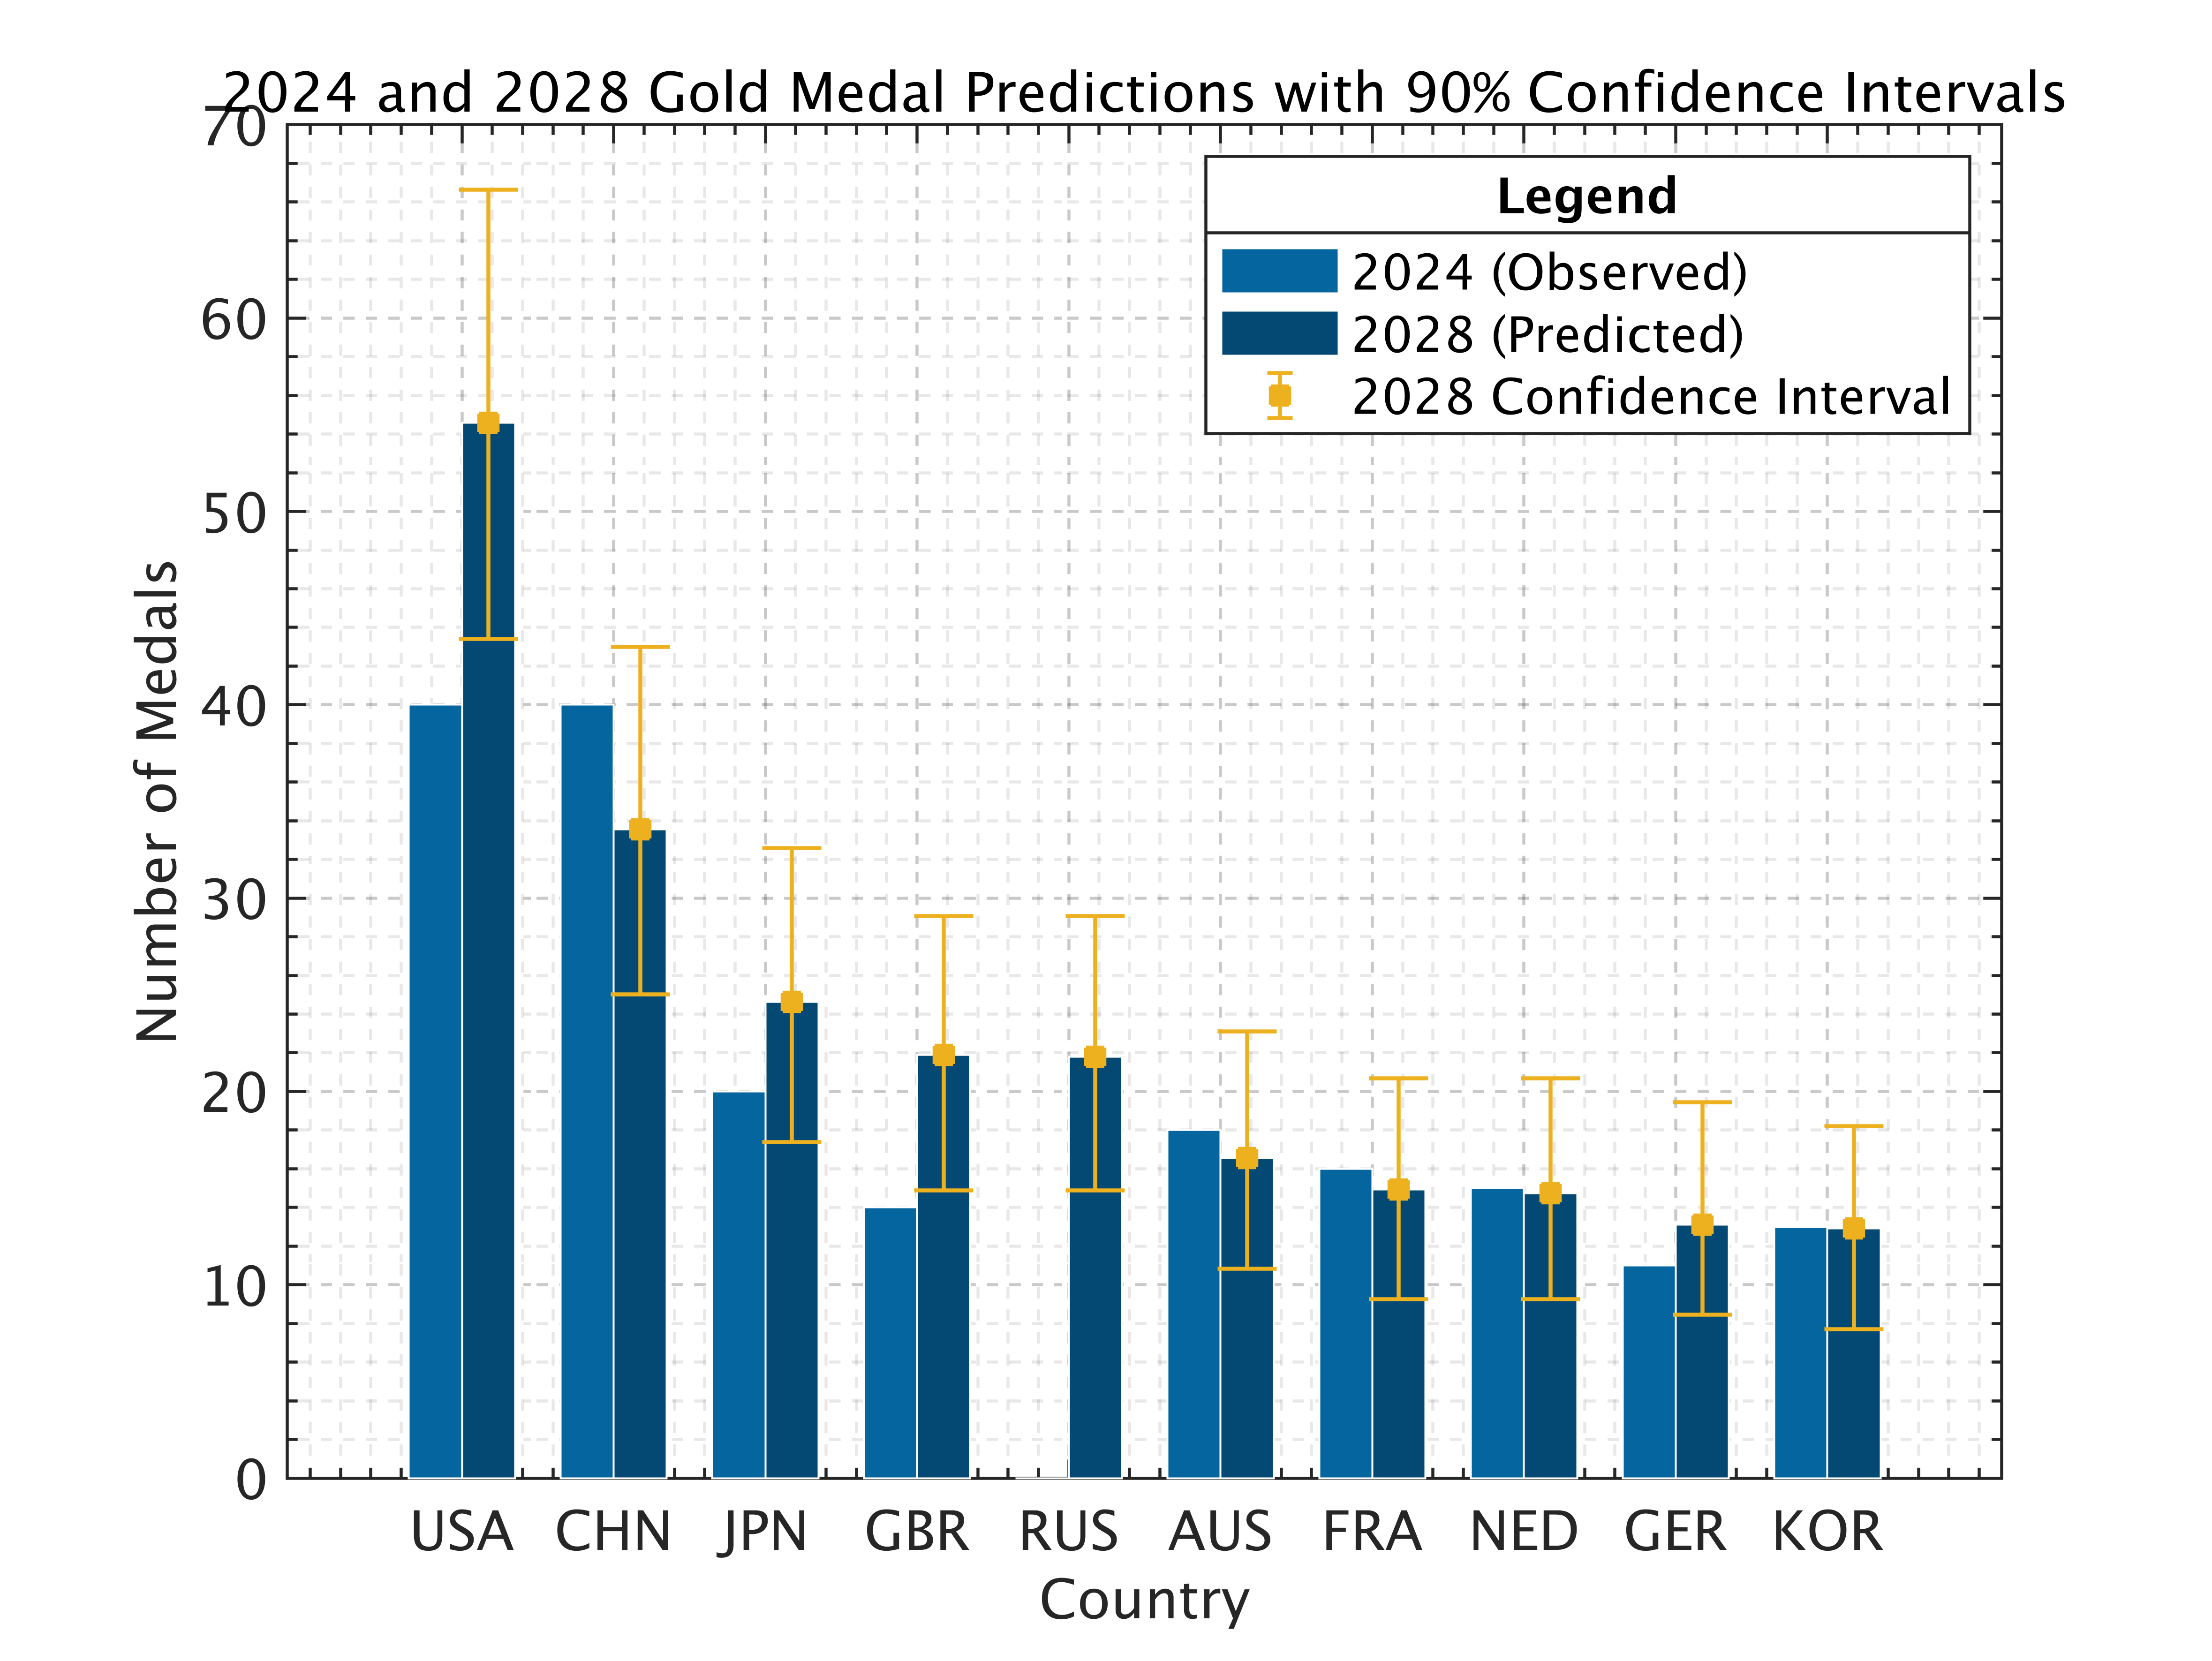 2024 and 2028 Gold Medal Predictions with 90% Confidence Intervals
70
60
50
40
30
20
10
0
Number of Medals
Legend
2024 (Observed)
2028 (Predicted)
2028 Confidence Interval
USA CHN JPN GBR RUS AUS FRA NED GER KOR
Country